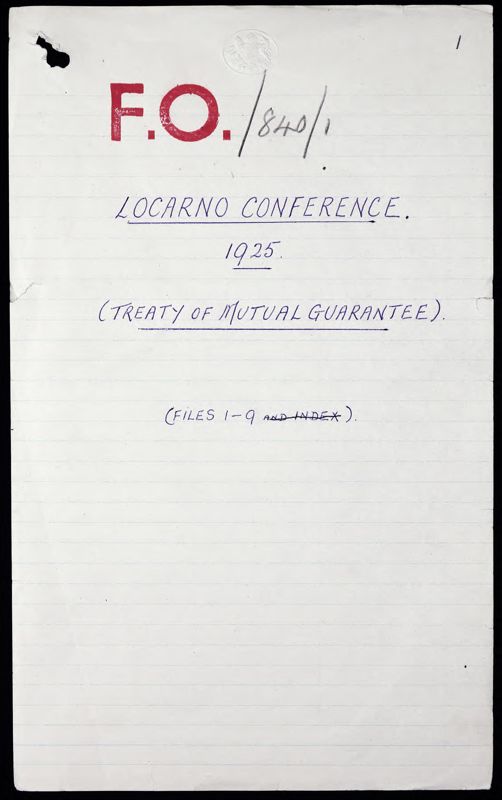 1
F.O./840/1.
LOCARNO CONFERENCE.
1925.
(TREATY OF MUTUAL GUARANTEE).
(FILES 1-9 AND INDEX).